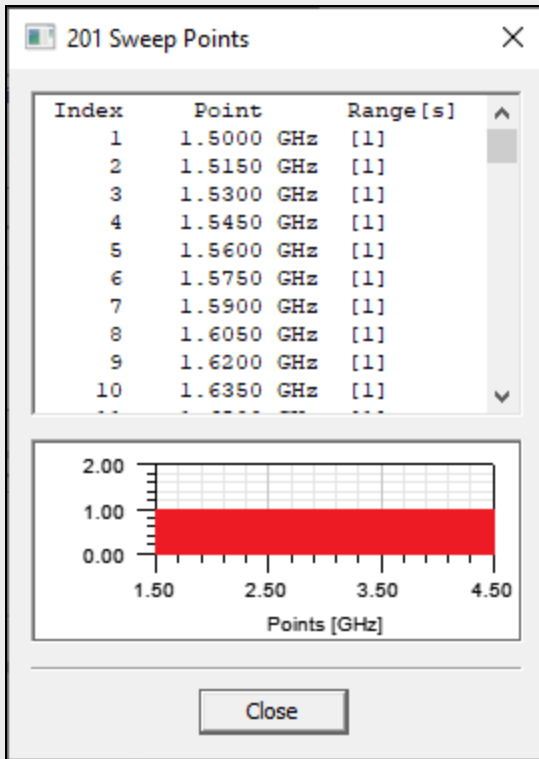 201 Sweep Points
Index Point Range[s]
1 1.5000 GHz [1]
2 1.5150 GHz [1]
3 1.5300 GHz [1]
4 1.5450 GHz [1]
5 1.5600 GHz [1]
6 1.5750 GHz [1]
7 1.5900 GHz [1]
8 1.6050 GHz [1]
9 1.6200 GHz [1]
10 1.6350 GHz [1]
2.00
1.00
0.00
1.50 2.50 3.50 4.50
Points [GHz]
Close